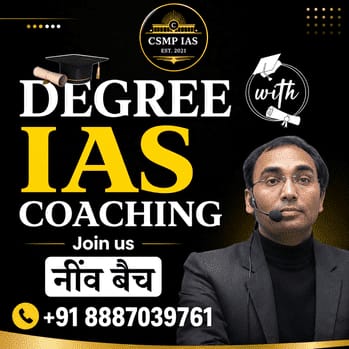 CSMP IAS
EST. 2021
DEGREE
with
IAS
COACHING
Join us
नींव बैच
+91 8887039761